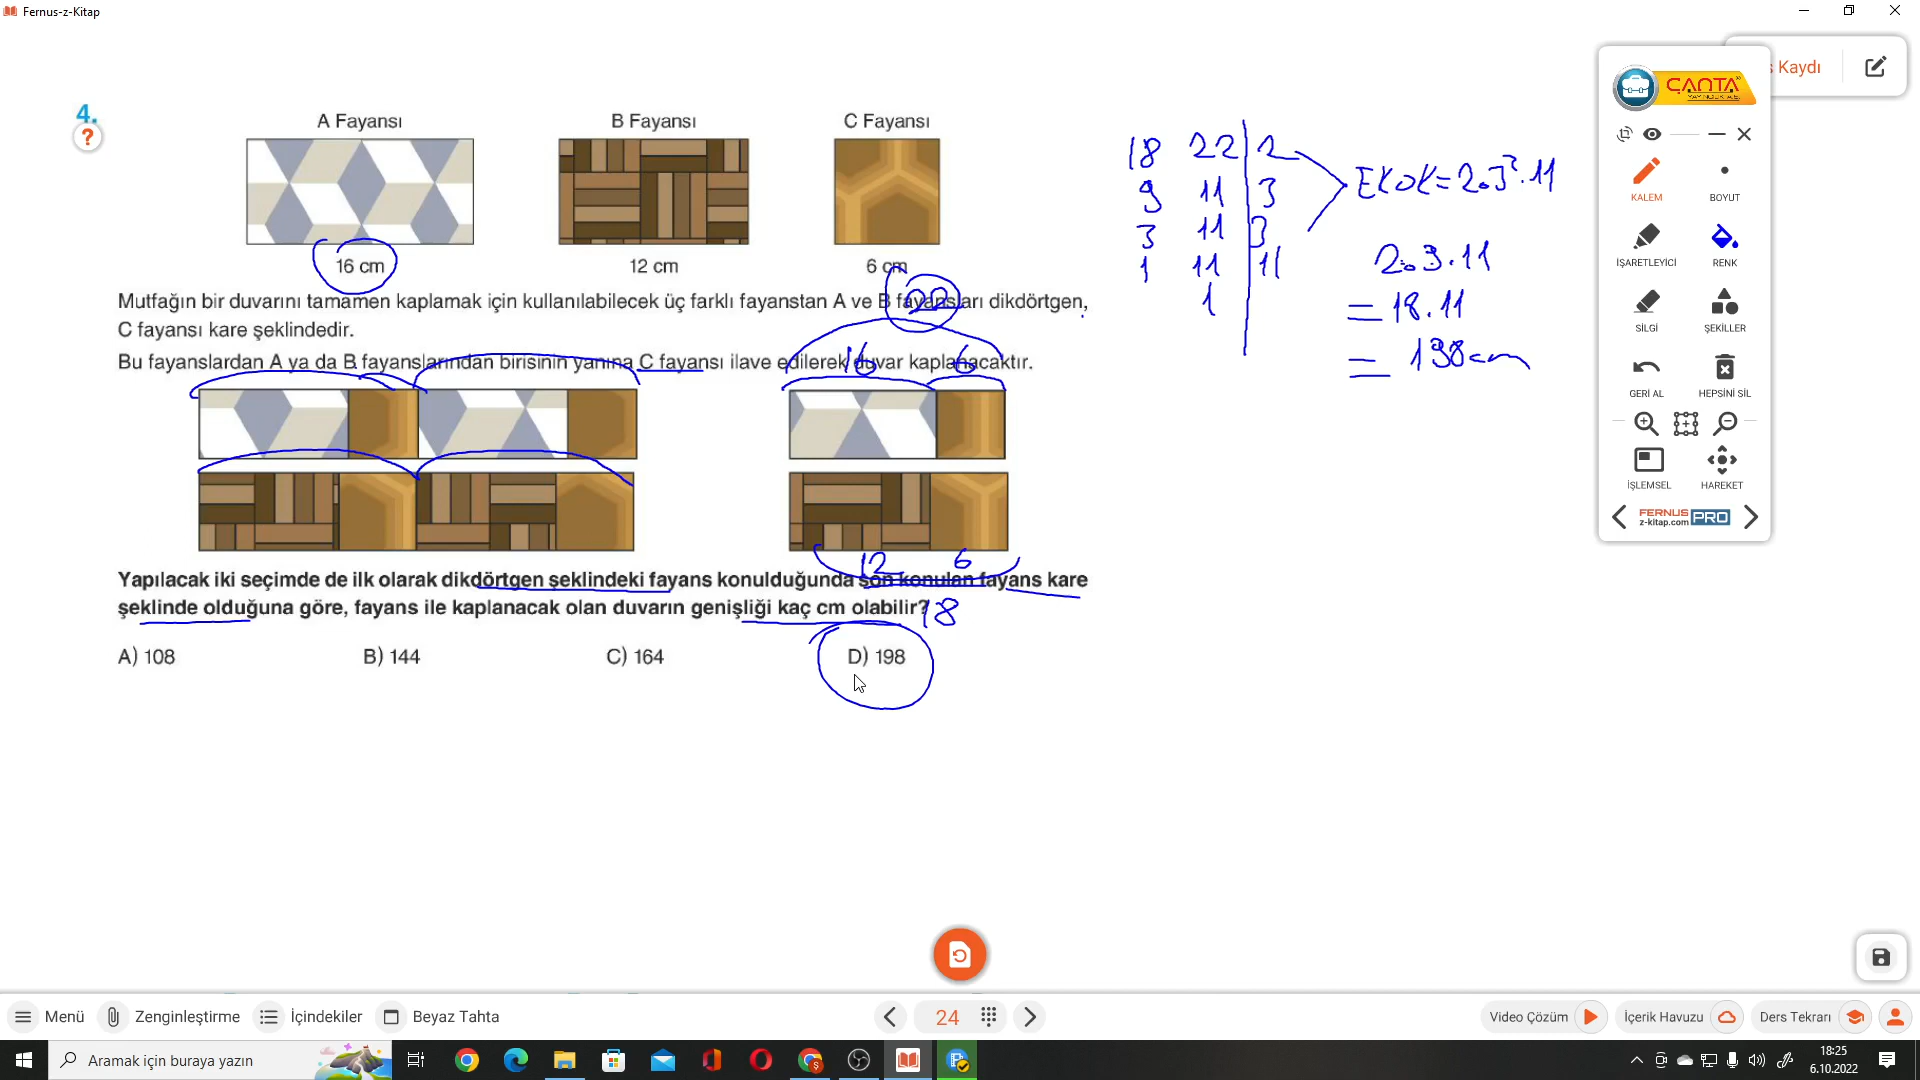 Fernus-z-Kitap
4.
?
A Fayansı B Fayansı C Fayansı
16 cm 12 cm 6 cm
Mutfağın bir duvarını tamamen kaplamak için kullanılabilecek üç farklı fayanstan A ve B fayansları dikdörtgen,
C fayansı kare şeklindedir.
22
Bu fayanslardan A ya da B fayanslarından birisinin yanına C fayansı ilave edilerek duvar kaplanacaktır.
16 6
12 6
Yapılacak iki seçimde de ilk olarak dikdörtgen şeklindeki fayans konulduğunda son konulan fayans kare
şeklinde olduğuna göre, fayans ile kaplanacak olan duvarın genişliği kaç cm olabilir?
18
A) 108 B) 144 C) 164 D) 198
18 22 2
9 11 3
3 11 3
1 11 11
1
EKOK=2.3².11
2.3.11
=18.11
= 198cm
s Kaydı
ÇANTA
YAYINCILIK A.Ş.
KALEM BOYUT
İŞARETLEYİCİ RENK
SİLGİ ŞEKİLLER
GERİ AL HEPSİNİ SİL
İŞLEMSEL HAREKET
FERNUS
z-kitap.com PRO
Menü Zenginleştirme İçindekiler Beyaz Tahta
24
Video Çözüm İçerik Havuzu Ders Tekrarı
Aramak için buraya yazın
18:25
6.10.2022